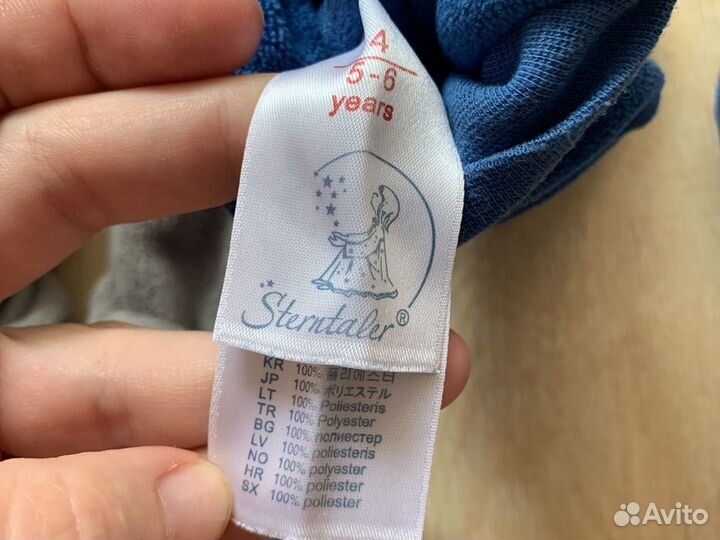 4
5-6
years
Sterntaler®
KR 100% 폴리에스터
JP 100% ポリエステル
LT 100% Poliesteris
TR 100% Polyester
BG 100% полиестер
LV 100% poliesteris
NO 100% polyester
HR 100% poliester
SX 100% poliester
Avito